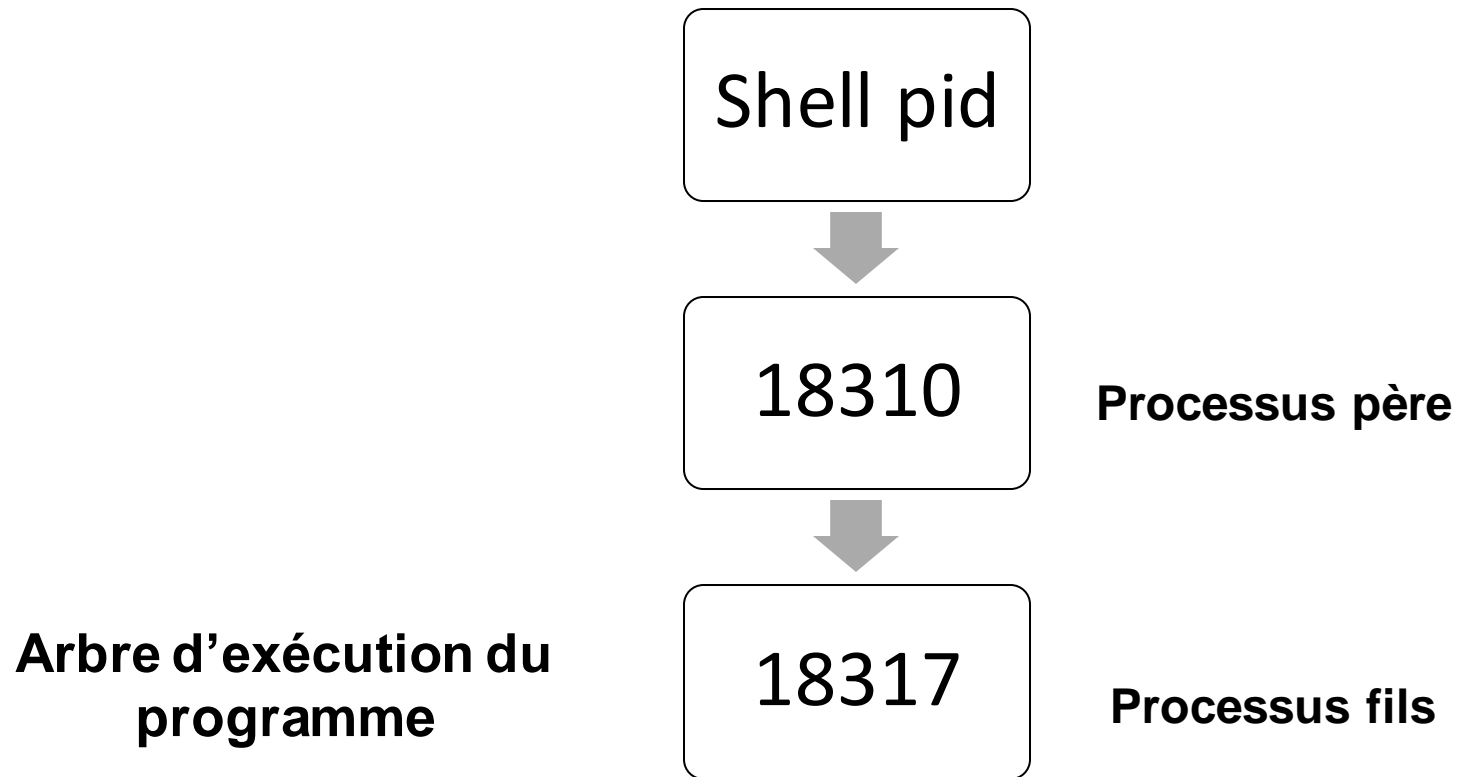 Shell pid
18310
Processus père
18317
Arbre d’exécution du
programme
Processus fils